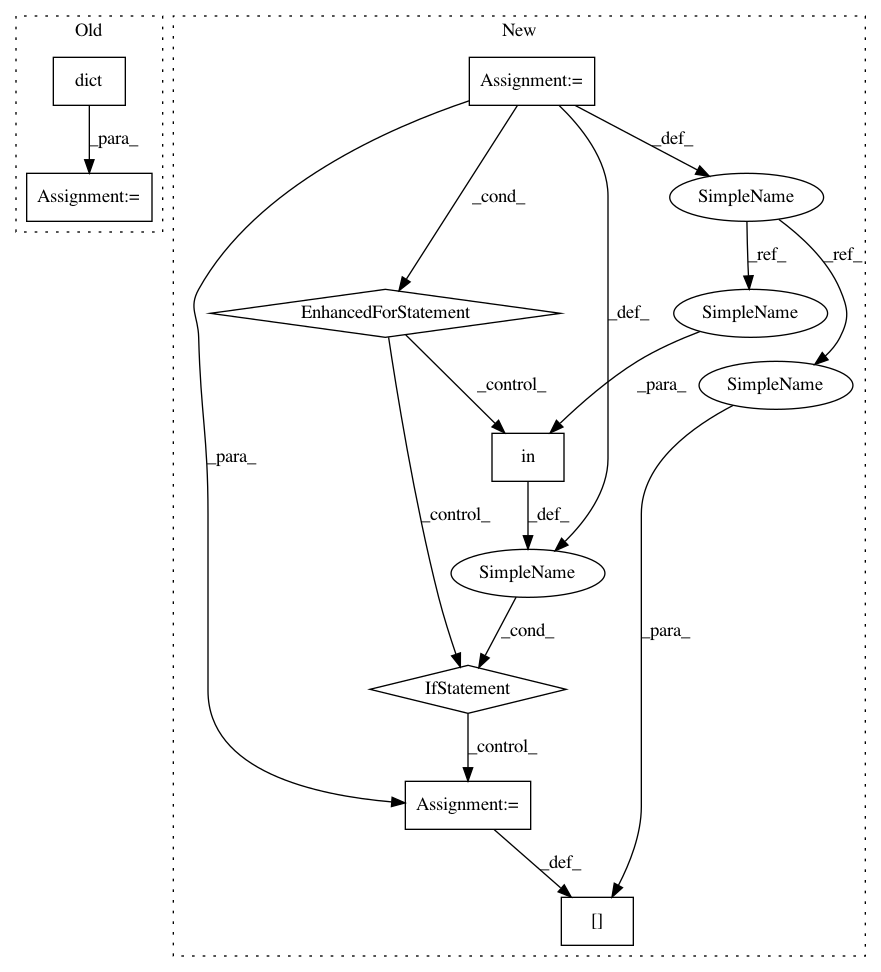 Old
New
dict
Assignment:=
_para_
_def_
Assignment:=
SimpleName
_cond_
_ref_
_ref_
EnhancedForStatement
SimpleName
_def_
_control_
_para_
SimpleName
_para_
in
_control_
_def_
SimpleName
_cond_
_para_
IfStatement
_control_
Assignment:=
_def_
[]